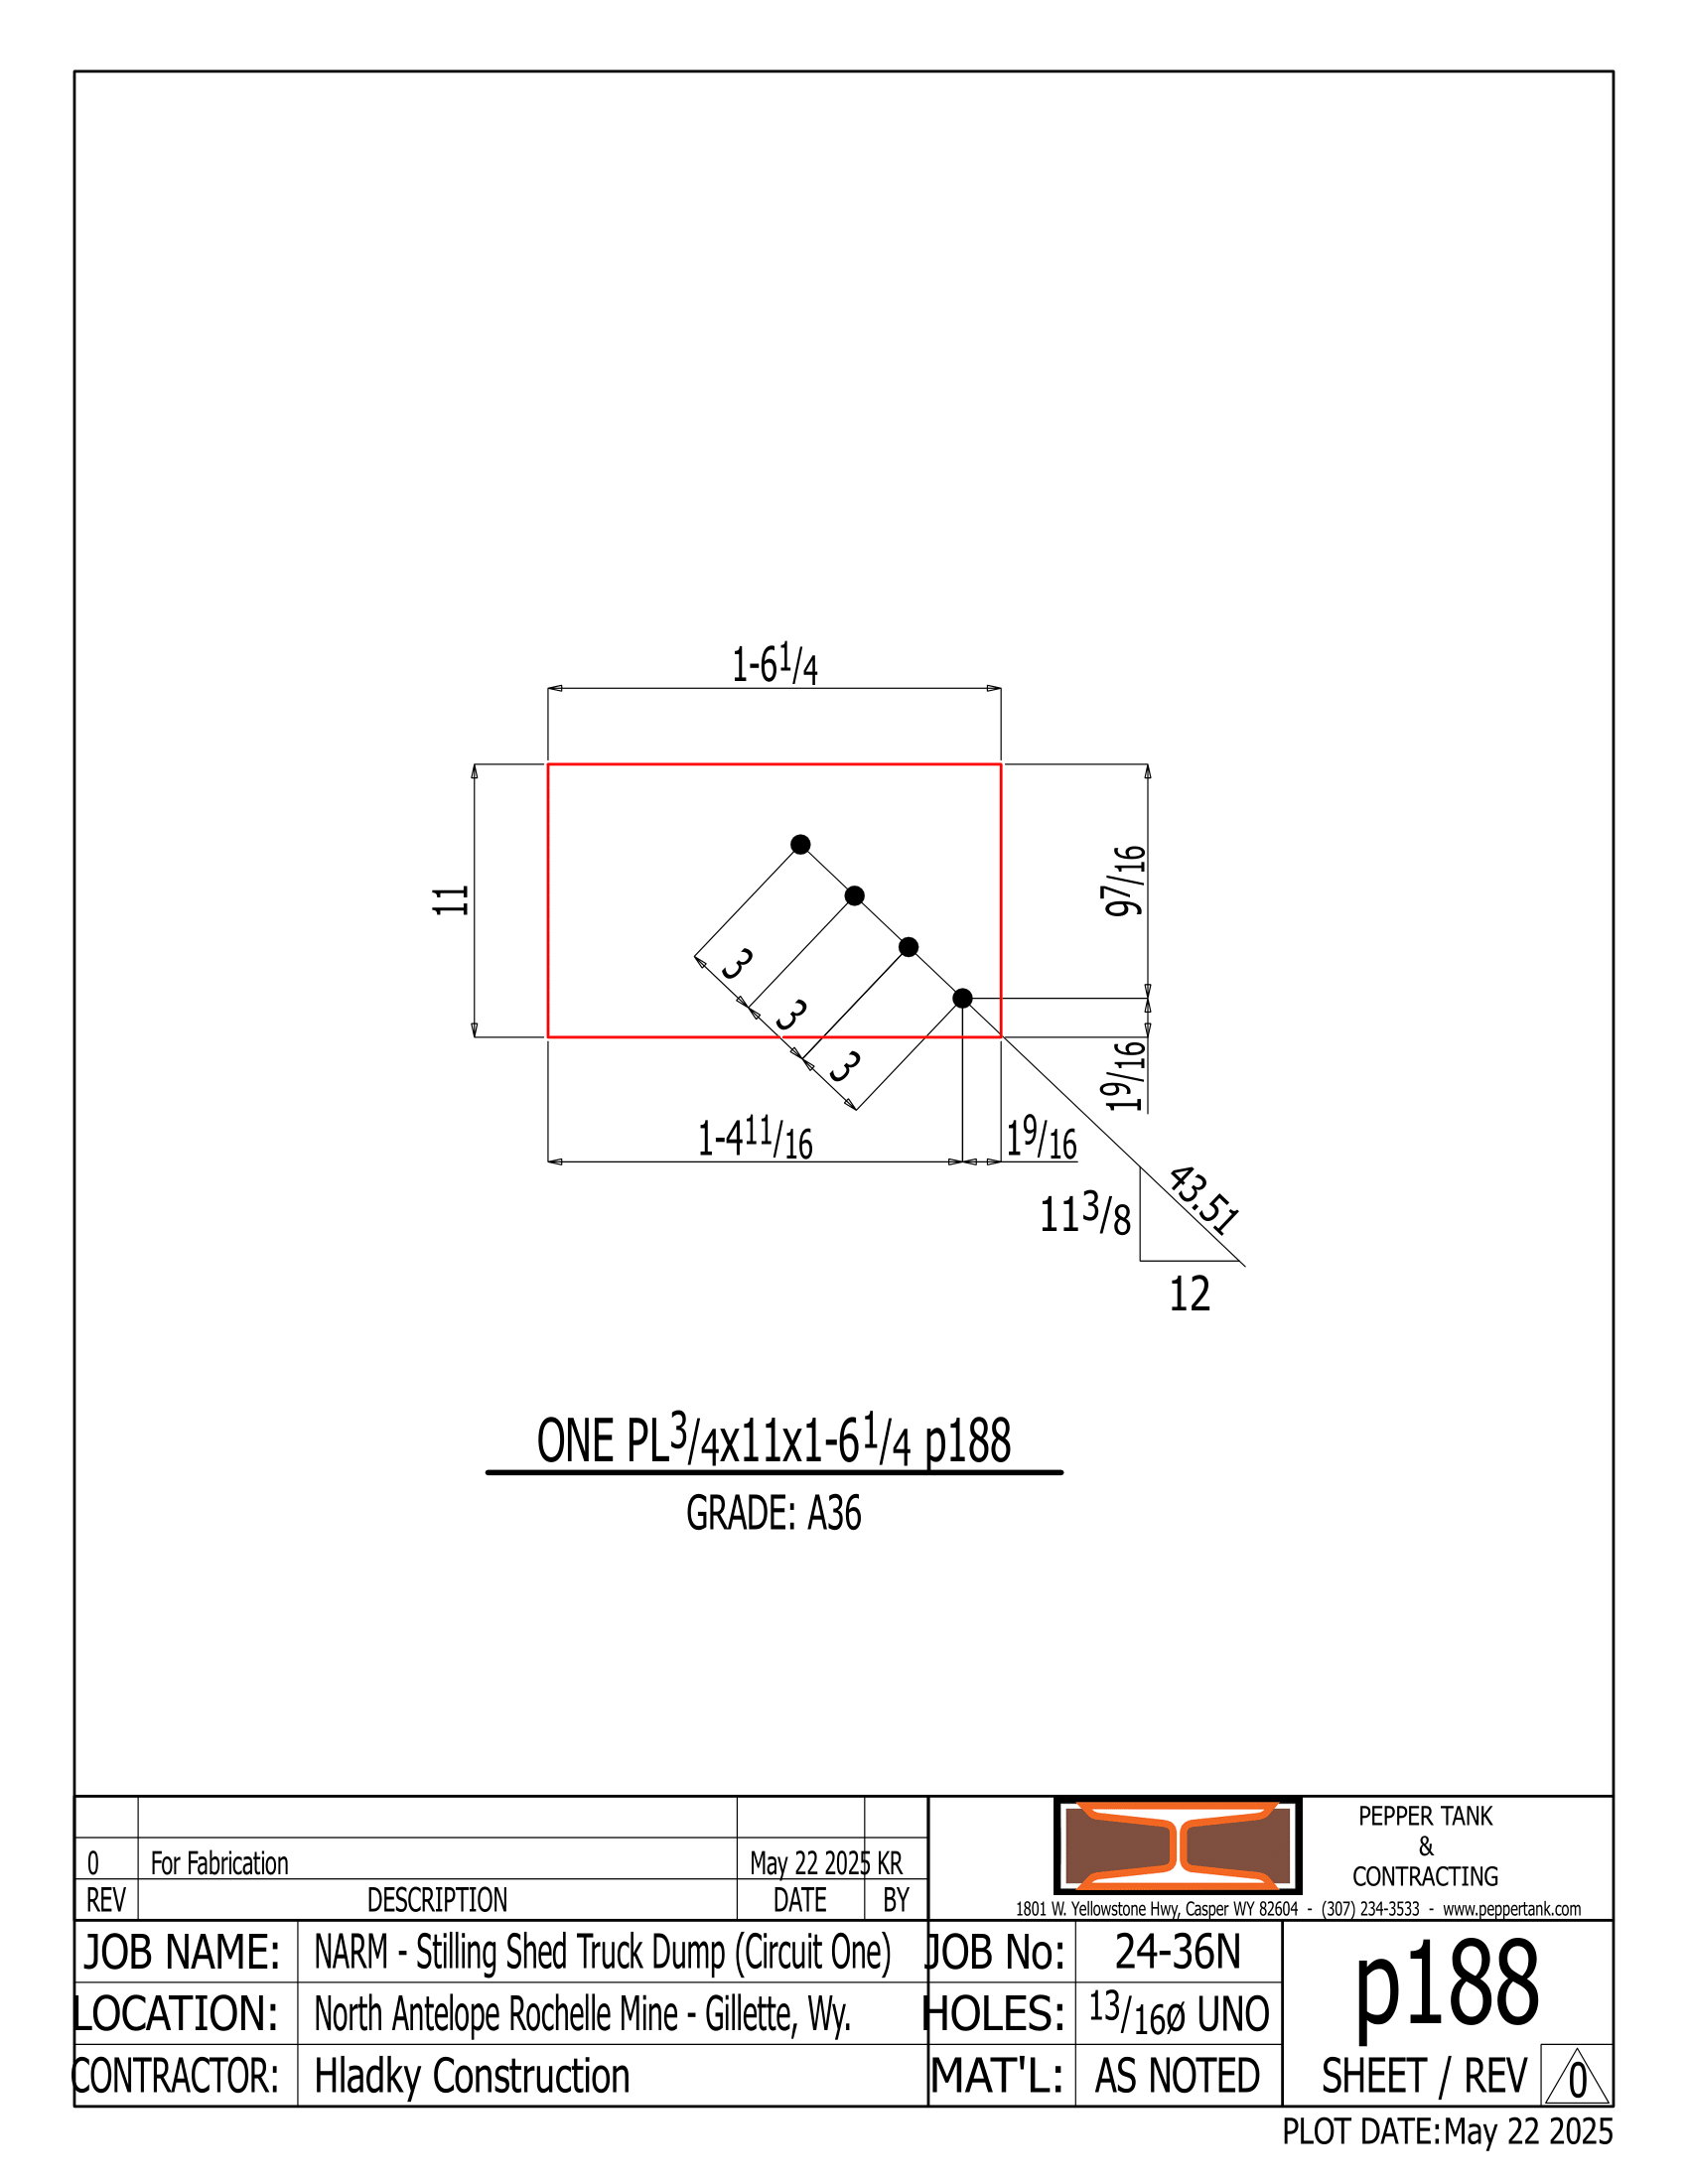 1-6 1/4
11
9 7/16
3
3
3
1 9/16
1-4 11/16
1 9/16
43.51
11 3/8
12
ONE PL 3/4x11x1-6 1/4 p188
GRADE: A36
0 For Fabrication May 22 2025 KR
REV DESCRIPTION DATE BY
PEPPER TANK
&
CONTRACTING
1801 W. Yellowstone Hwy, Casper WY 82604 - (307) 234-3533 - www.peppertank.com
JOB NAME: NARM - Stilling Shed Truck Dump (Circuit One)
LOCATION: North Antelope Rochelle Mine - Gillette, Wy.
CONTRACTOR: Hladky Construction
JOB No: 24-36N
HOLES: 13/16ø UNO
MAT'L: AS NOTED
p188
SHEET / REV 0
PLOT DATE:May 22 2025